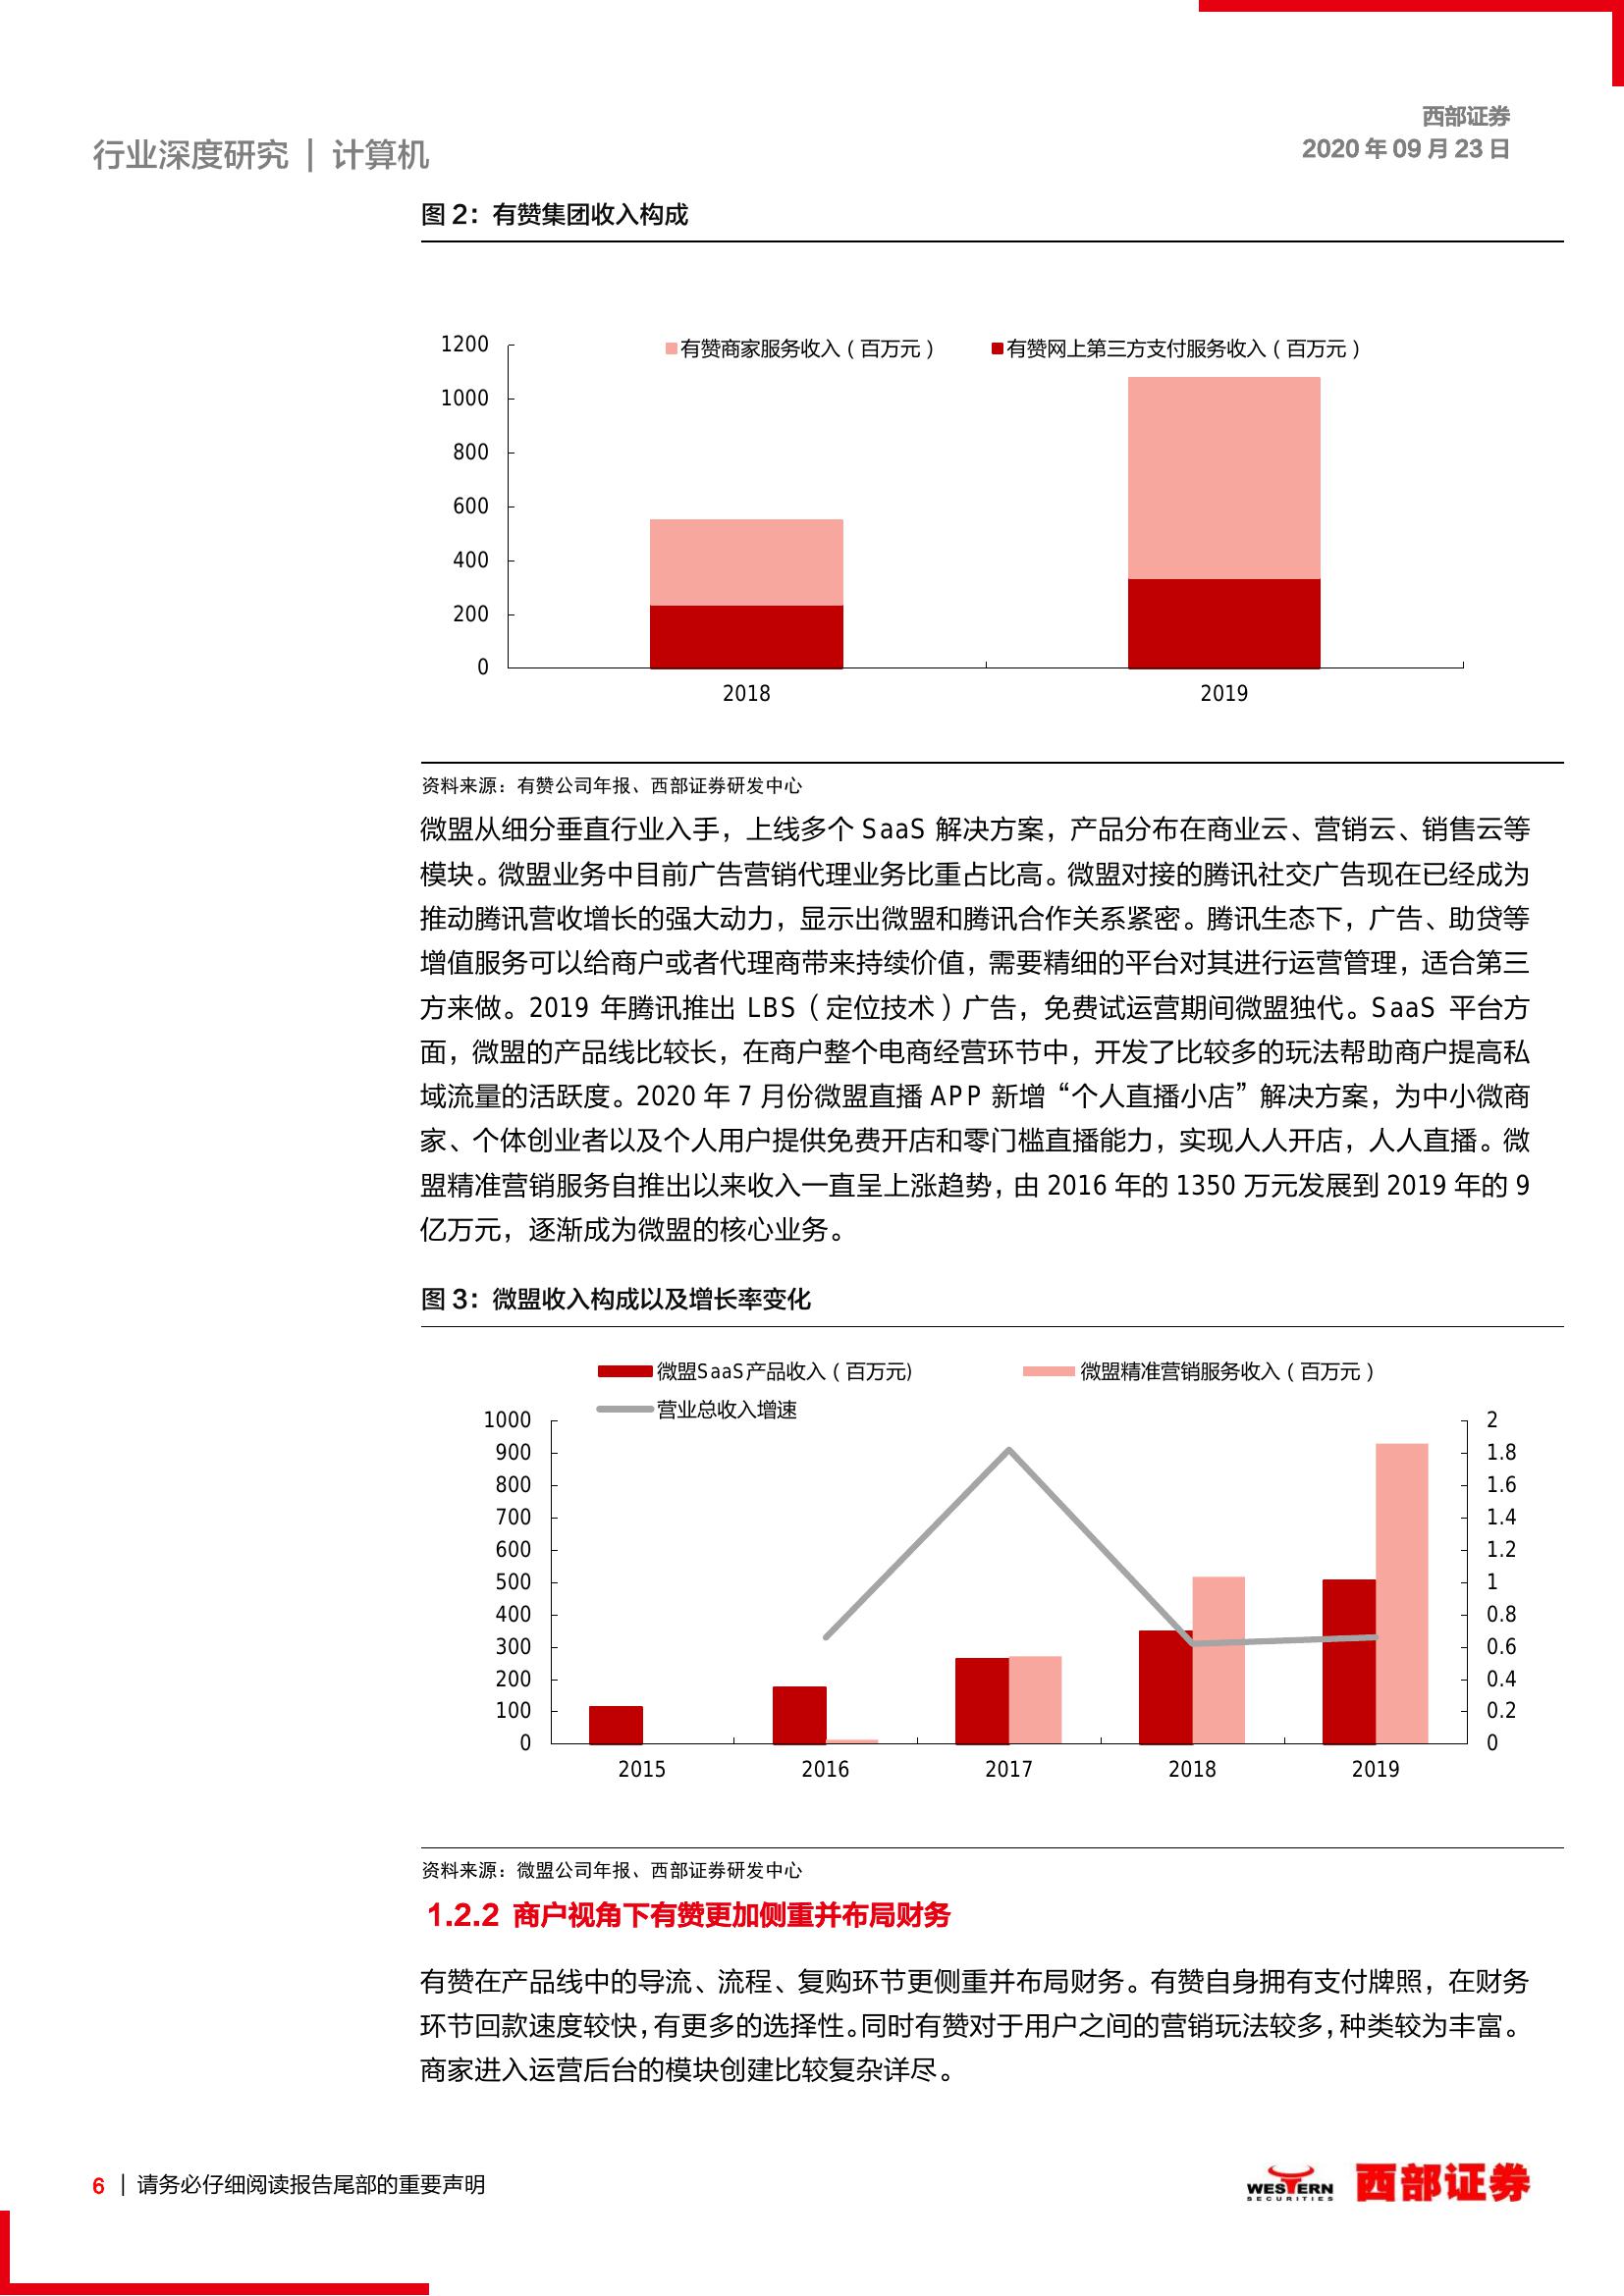 西部证券
行业深度研究 | 计算机
2020 年 09 月 23 日
图 2：有赞集团收入构成
有赞商家服务收入（百万元） 有赞网上第三方支付服务收入（百万元）
1200
1000
800
600
400
200
0
2018 2019
资料来源：有赞公司年报、西部证券研发中心
微盟从细分垂直行业入手，上线多个 SaaS 解决方案，产品分布在商业云、营销云、销售云等
模块。微盟业务中目前广告营销代理业务比重占比高。微盟对接的腾讯社交广告现在已经成为
推动腾讯营收增长的强大动力，显示出微盟和腾讯合作关系紧密。腾讯生态下，广告、助贷等
增值服务可以给商户或者代理商带来持续价值，需要精细的平台对其进行运营管理，适合第三
方来做。2019 年腾讯推出 LBS（定位技术）广告，免费试运营期间微盟独代。SaaS 平台方
面，微盟的产品线比较长，在商户整个电商经营环节中，开发了比较多的玩法帮助商户提高私
域流量的活跃度。2020 年 7 月份微盟直播 APP 新增“个人直播小店”解决方案，为中小微商
家、个体创业者以及个人用户提供免费开店和零门槛直播能力，实现人人开店，人人直播。微
盟精准营销服务自推出以来收入一直呈上涨趋势，由 2016 年的 1350 万元发展到 2019 年的 9
亿万元，逐渐成为微盟的核心业务。
图 3：微盟收入构成以及增长率变化
微盟SaaS产品收入（百万元) 微盟精准营销服务收入（百万元）
营业总收入增速
1000 2
900 1.8
800 1.6
700 1.4
600 1.2
500 1
400 0.8
300 0.6
200 0.4
100 0.2
0 0
2015 2016 2017 2018 2019
资料来源：微盟公司年报、西部证券研发中心
1.2.2 商户视角下有赞更加侧重并布局财务
有赞在产品线中的导流、流程、复购环节更侧重并布局财务。有赞自身拥有支付牌照，在财务
环节回款速度较快，有更多的选择性。同时有赞对于用户之间的营销玩法较多，种类较为丰富。
商家进入运营后台的模块创建比较复杂详尽。
6 | 请务必仔细阅读报告尾部的重要声明
WESTERN
SECURITIES
西部证券